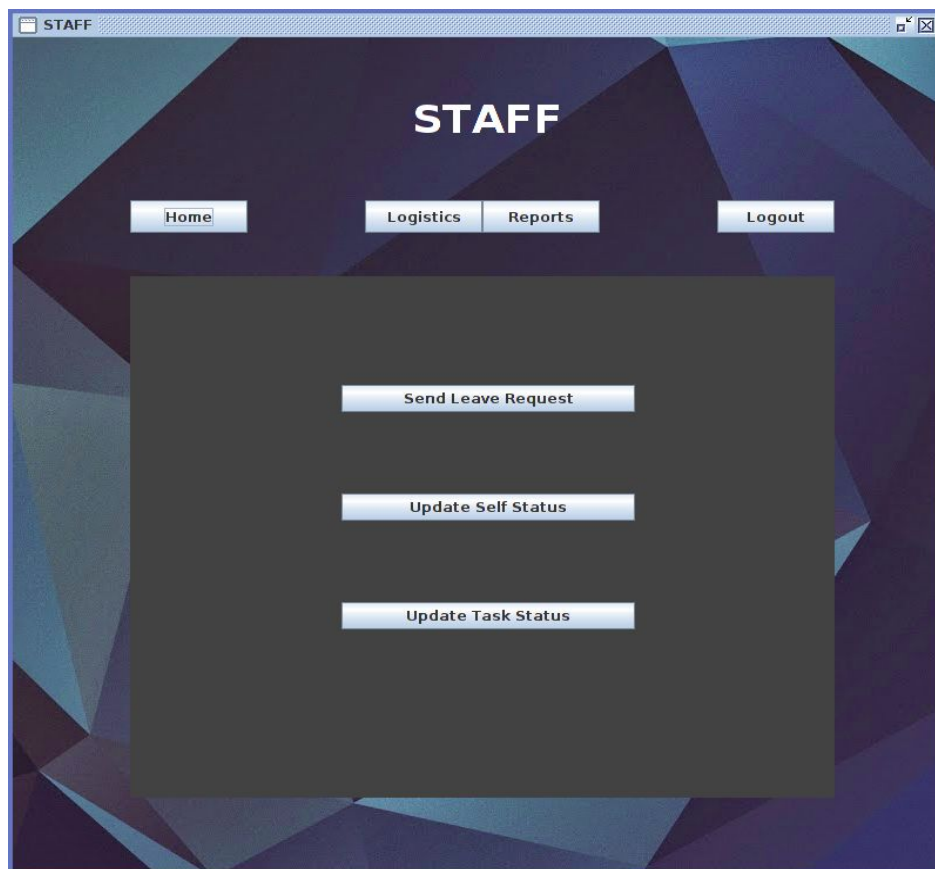 STAFF
STAFF
Home Logistics Reports Logout
Send Leave Request
Update Self Status
Update Task Status